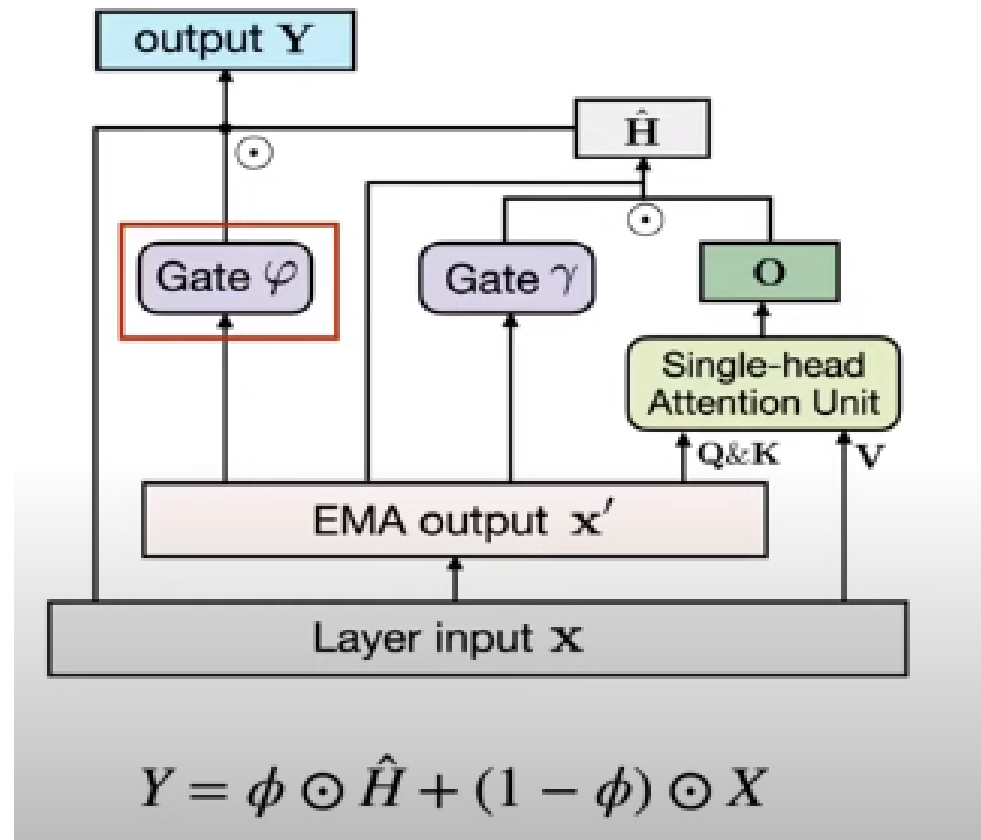 output Y
Ĥ
⊙
⊙
Gate φ
Gate γ
O
Single-head
Attention Unit
Q&K
V
EMA output x′
Layer input x
Y = ϕ ⊙ Ĥ + (1 − ϕ) ⊙ X